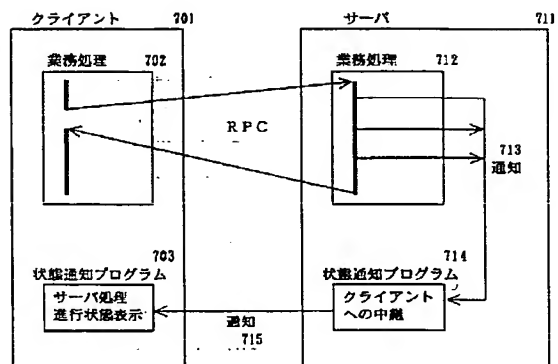 クライアント 701
サーバ 711
業務処理 702
業務処理 712
RPC
713
通知
703
状態通知プログラム
サーバ処理
進行状態表示
714
状態通知プログラム
クライアント
への中継
通知
715